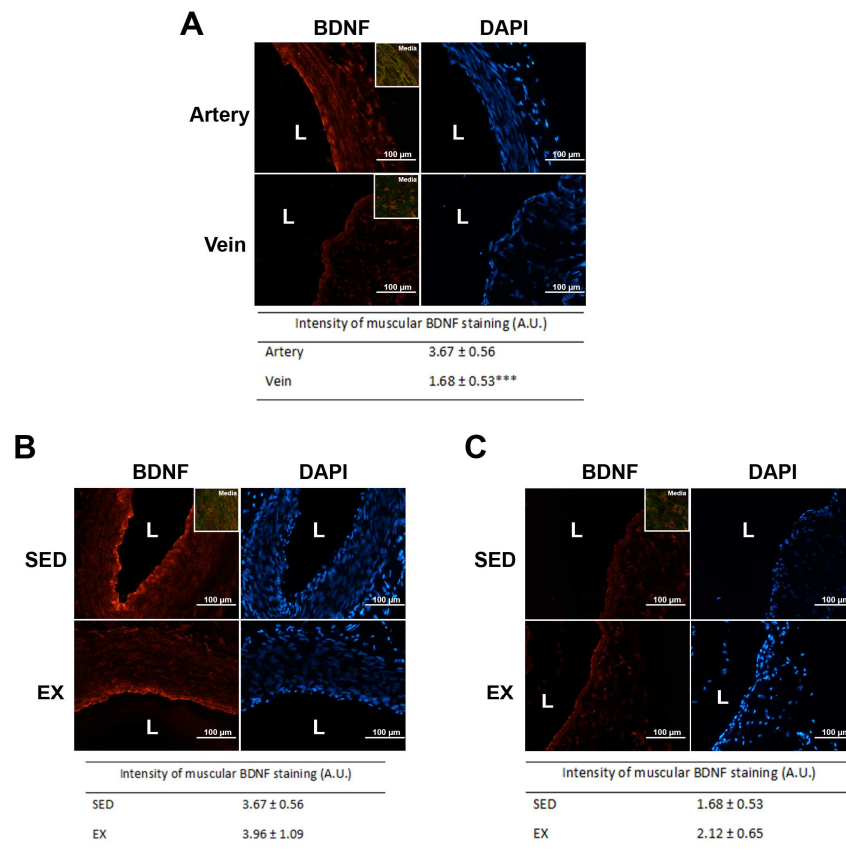 A
BDNF DAPI
Media
Artery
L L
100 µm 100 µm
Media
L L
Vein
100 µm 100 µm
Intensity of muscular BDNF staining (A.U.)
Artery 3.67 ± 0.56
Vein 1.68 ± 0.53***
B
BDNF DAPI
Media
L L
SED
100 µm 100 µm
EX
L L
100 µm 100 µm
Intensity of muscular BDNF staining (A.U.)
SED 3.67 ± 0.56
EX 3.96 ± 1.09
C
BDNF DAPI
Media
L L
SED
100 µm 100 µm
EX
L L
100 µm 100 µm
Intensity of muscular BDNF staining (A.U.)
SED 1.68 ± 0.53
EX 2.12 ± 0.65